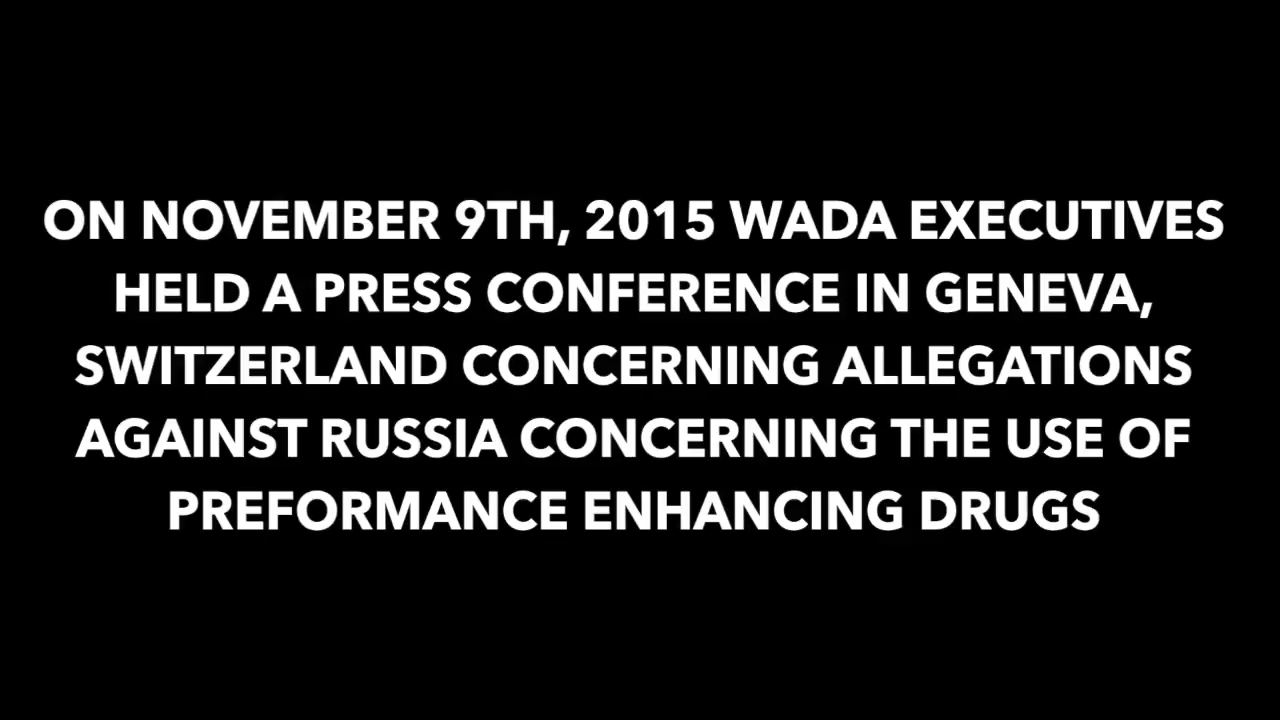 ON NOVEMBER 9TH, 2015 WADA EXECUTIVES
HELD A PRESS CONFERENCE IN GENEVA,
SWITZERLAND CONCERNING ALLEGATIONS
AGAINST RUSSIA CONCERNING THE USE OF
PREFORMANCE ENHANCING DRUGS